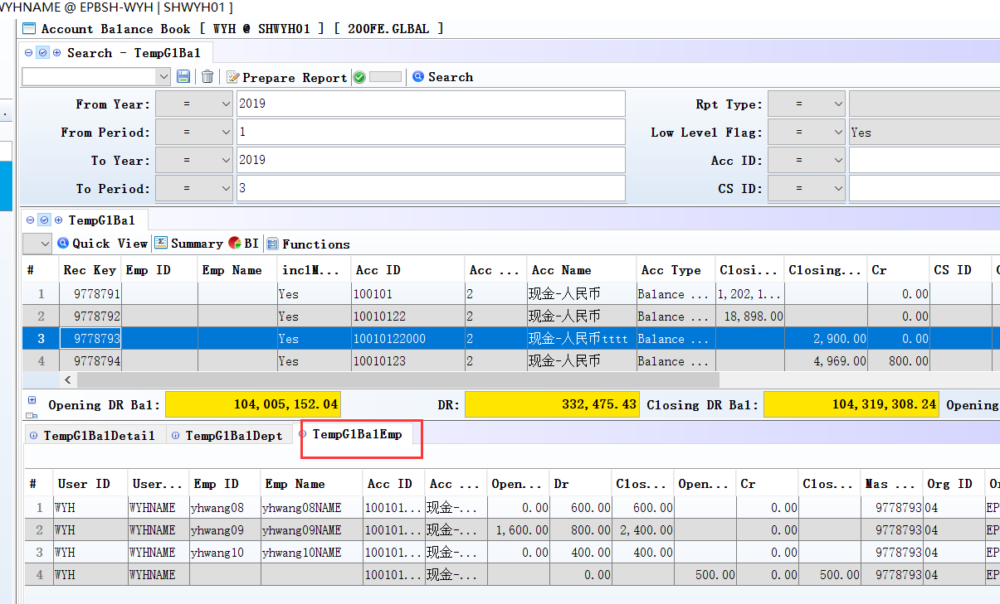 WYHNAME @ EPBSH-WYH | SHWYH01 ]
Account Balance Book [ WYH @ SHWYH01 ] [ 200FE.GLBAL ]
Search - TempGlBal
Prepare Report Search
From Year: = 2019 Rpt Type: =
From Period: = 1 Low Level Flag: = Yes
To Year: = 2019 Acc ID: =
To Period: = 3 CS ID: =
TempGlBal
Quick View Summary BI Functions
# Rec Key Emp ID Emp Name inclM... Acc ID Acc ... Acc Name Acc Type Closi... Closing... Cr CS ID
1 9778791 Yes 100101 2 现金-人民币 Balance ... 1,202,1... 0.00
2 9778792 Yes 10010122 2 现金-人民币 Balance ... 18,898.00 0.00
3 9778793 Yes 10010122000 2 现金-人民币tttt Balance ... 2,900.00 0.00
4 9778794 Yes 10010123 2 现金-人民币 Balance ... 4,969.00 800.00
Opening DR Bal: 104,005,152.04 DR: 332,475.43 Closing DR Bal: 104,319,308.24 Opening
TempGlBalDetail TempGlBalDept TempGlBalEmp
# User ID User... Emp ID Emp Name Acc ID Acc ... Open... Dr Clos... Open... Cr Clos... Mas ... Org ID Or
1 WYH WYHNAME yhwang08 yhwang08NAME 100101... 现金-... 0.00 600.00 600.00 0.00 9778793 04 EP
2 WYH WYHNAME yhwang09 yhwang09NAME 100101... 现金-... 1,600.00 800.00 2,400.00 0.00 9778793 04 EP
3 WYH WYHNAME yhwang10 yhwang10NAME 100101... 现金-... 0.00 400.00 400.00 0.00 9778793 04 EP
4 WYH WYHNAME 100101... 现金-... 0.00 500.00 0.00 500.00 9778793 04 EP